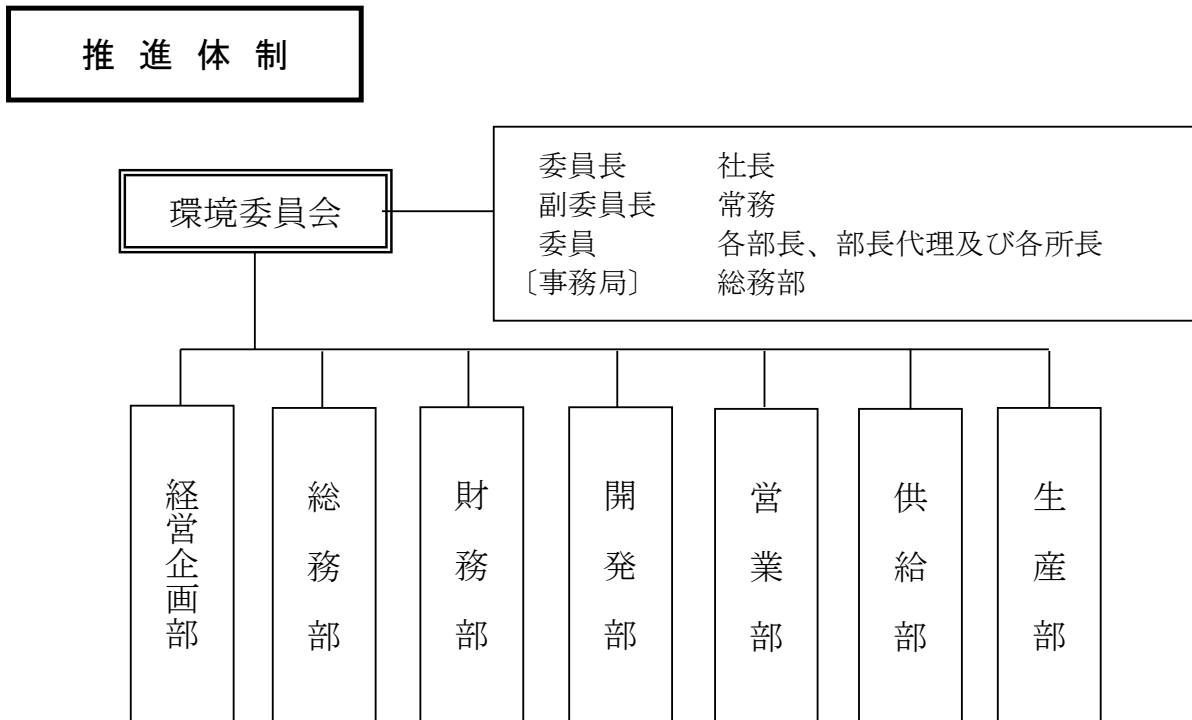 推進体制
環境委員会
委員長 社長
副委員長 常務
委員 各部長、部長代理及び各所長
〔事務局〕 総務部
経営企画部
総務部
財務部
開発部
営業部
供給部
生産部